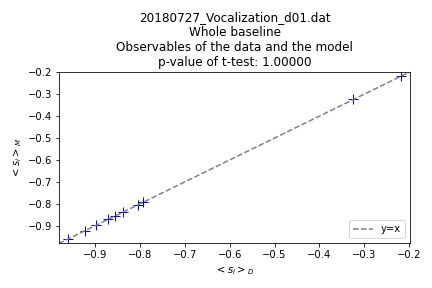 20180727_Vocalization_d01.dat
Whole baseline
Observables of the data and the model
p-value of t-test: 1.00000
< s_i >_M
−0.2
−0.3
−0.4
−0.5
−0.6
−0.7
−0.8
−0.9
y=x
−0.9 −0.8 −0.7 −0.6 −0.5 −0.4 −0.3 −0.2
< s_i >_D